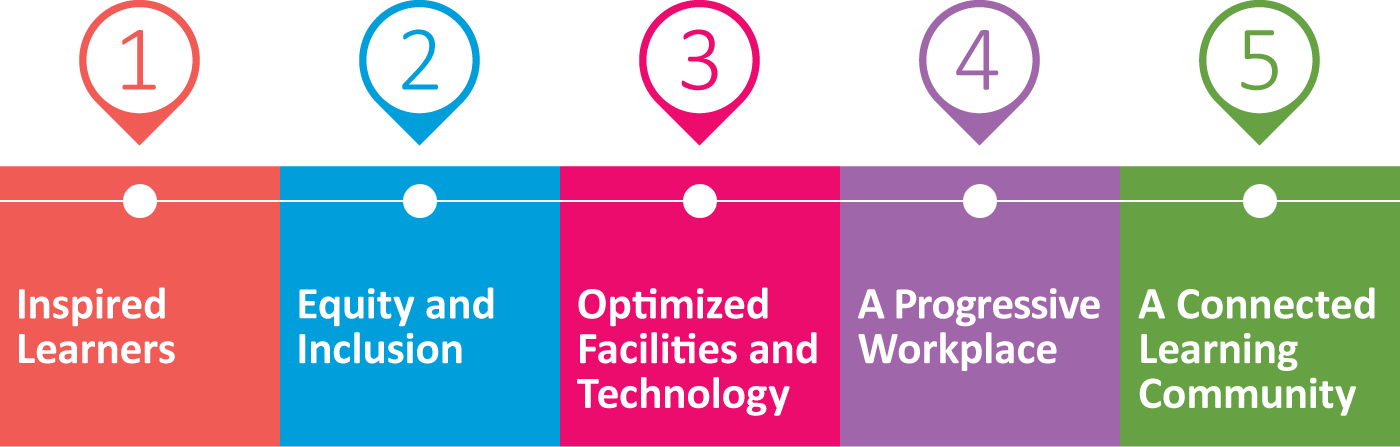 1
2
3
4
5
Inspired
Learners
Equity and
Inclusion
Optimized
Facilities and
Technology
A Progressive
Workplace
A Connected
Learning
Community